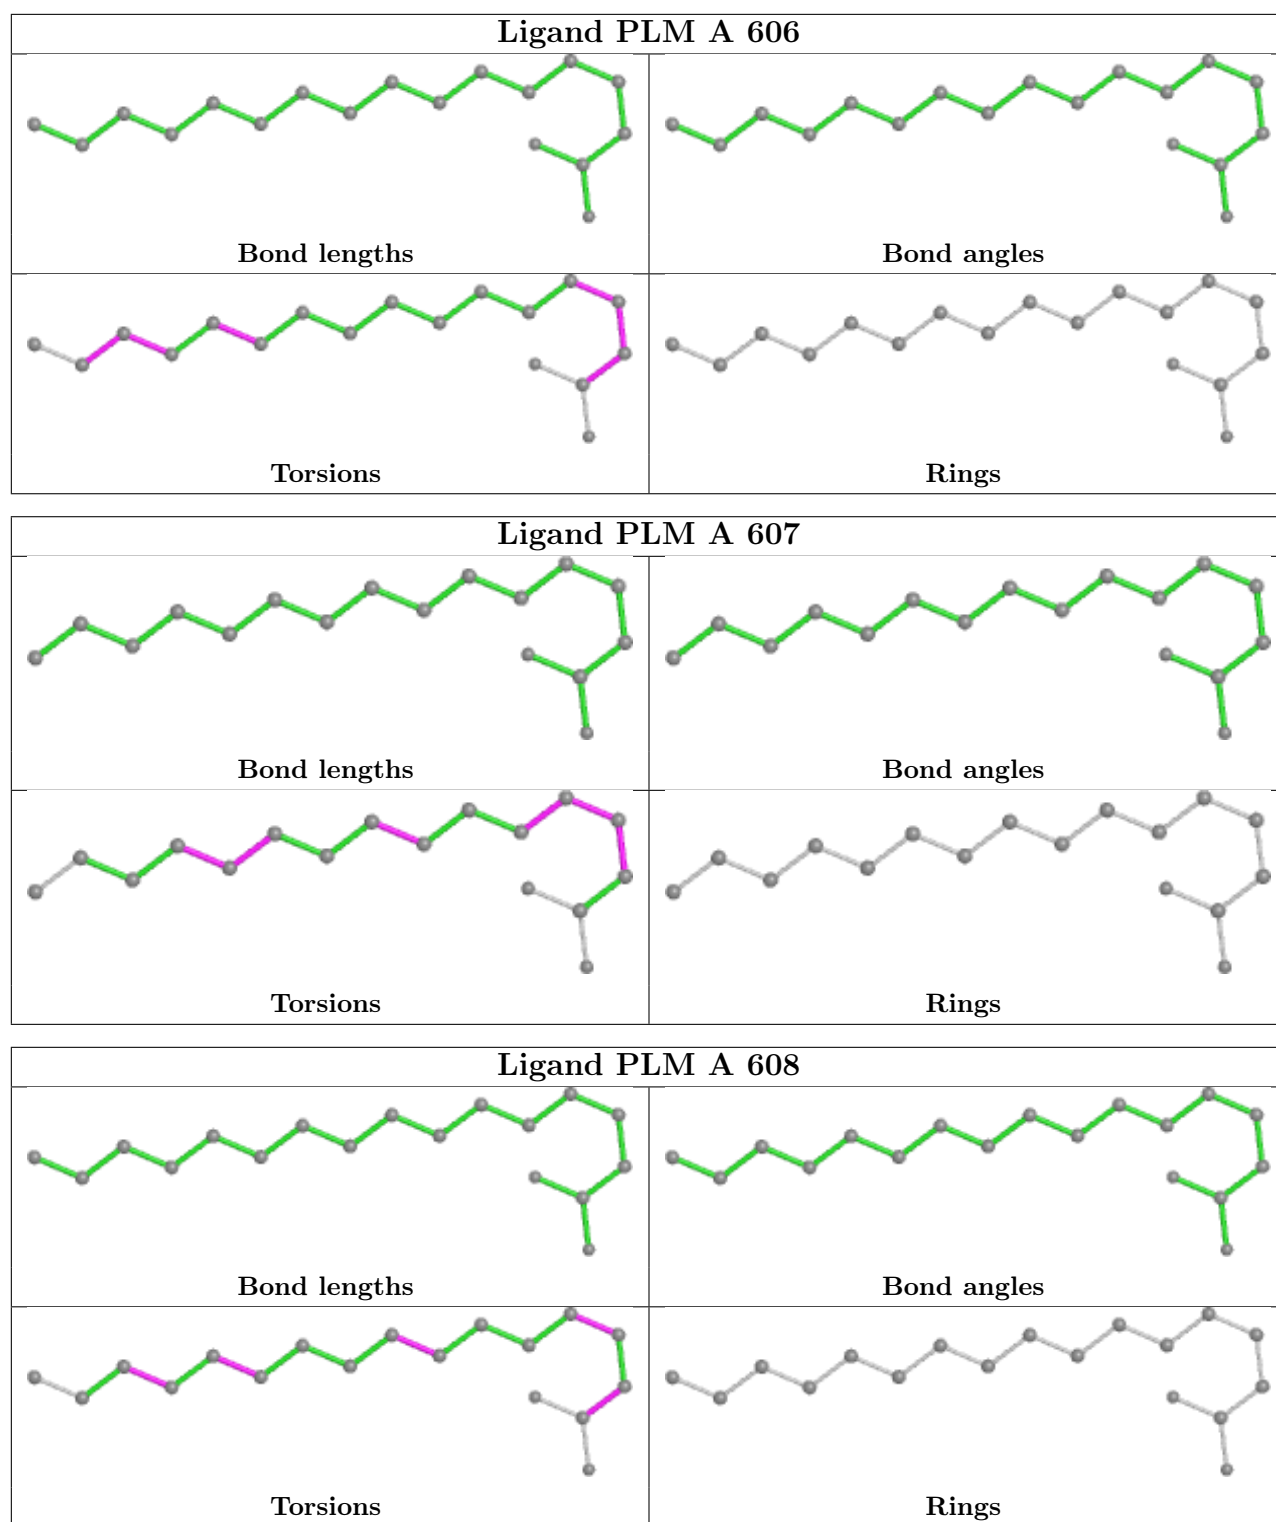 Ligand PLM A 606
Bond lengths
Bond angles
Torsions
Rings
Ligand PLM A 607
Bond lengths
Bond angles
Torsions
Rings
Ligand PLM A 608
Bond lengths
Bond angles
Torsions
Rings